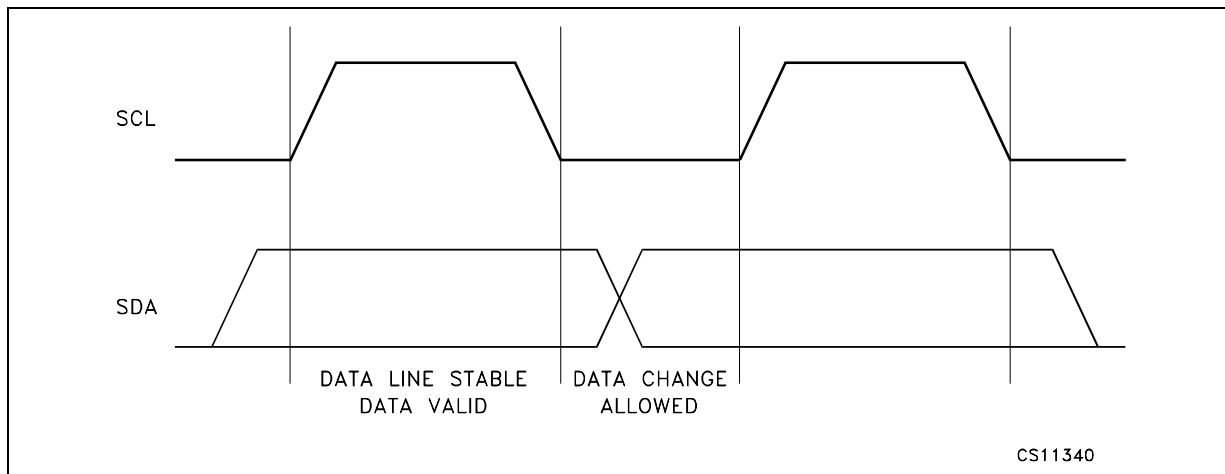 SCL
SDA
DATA LINE STABLE
DATA VALID
DATA CHANGE
ALLOWED
CS11340